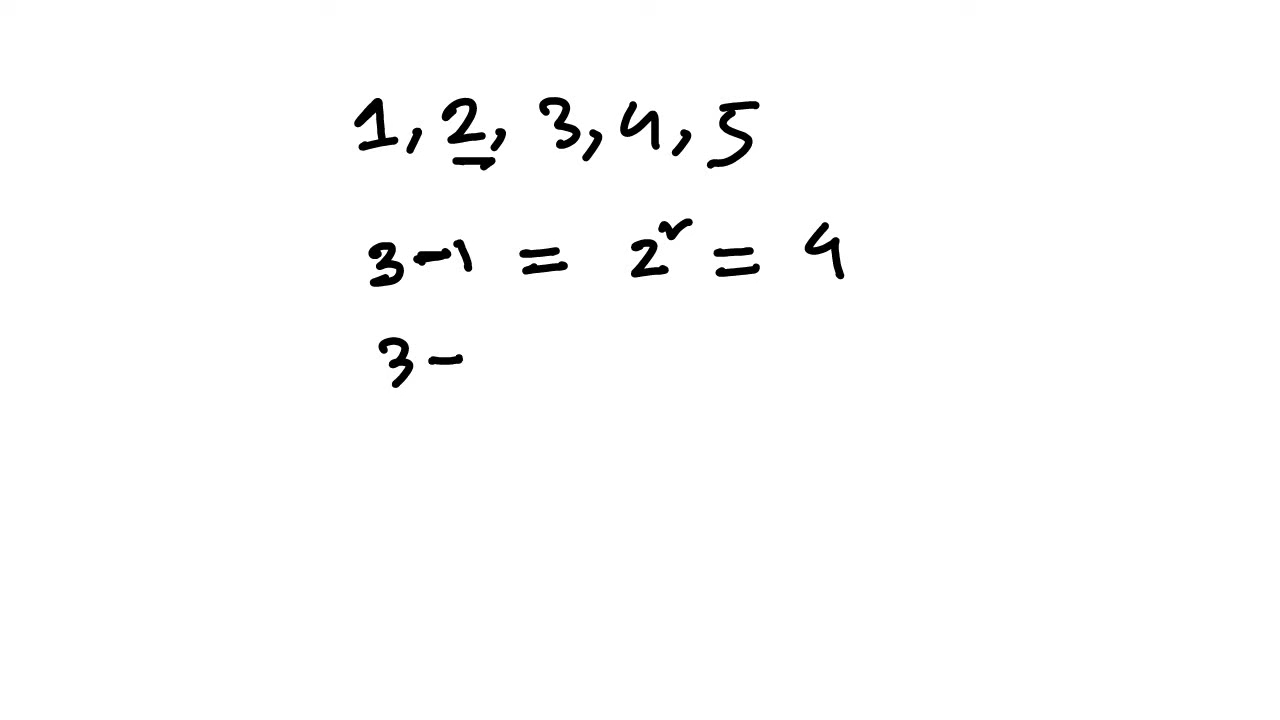 1, 2, 3, 4, 5
3 - 1 = 2² = 4
3 -